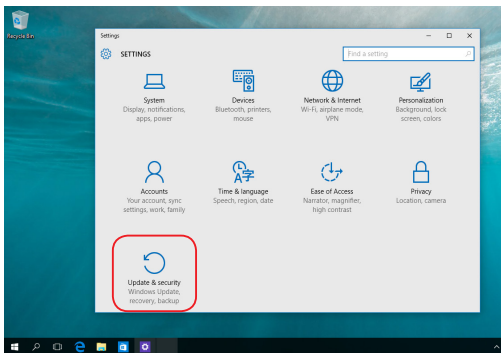 Recycle Bin
Settings
SETTINGS
Find a setting
System
Display, notifications,
apps, power
Devices
Bluetooth, printers,
mouse
Network & Internet
Wi-Fi, airplane mode,
VPN
Personalization
Background, lock
screen, colors
Accounts
Your account, sync
settings, work, family
Time & language
Speech, region, date
Ease of Access
Narrator, magnifier,
high contrast
Privacy
Location, camera
Update & security
Windows Update,
recovery, backup